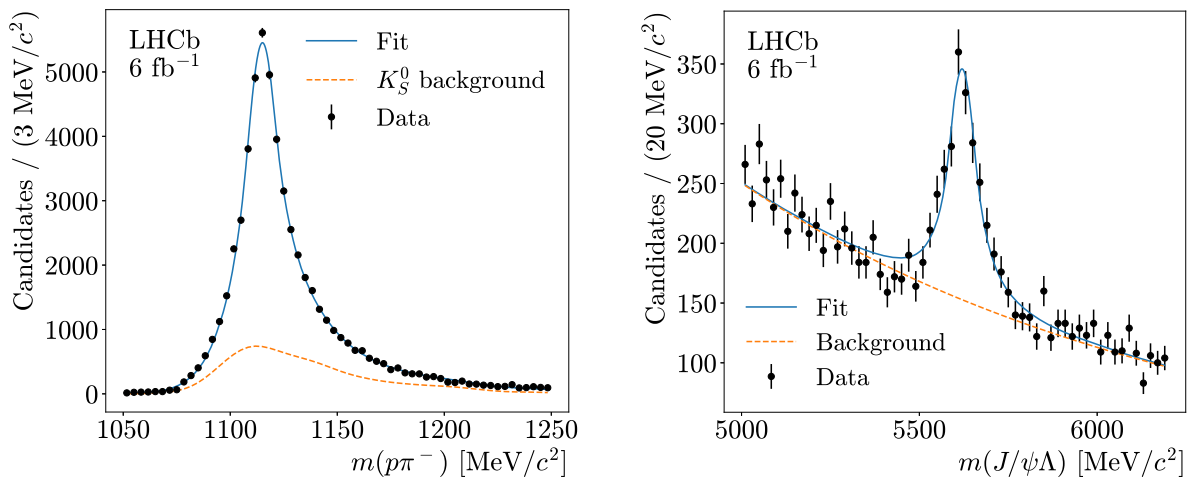 LHCb
6 fb⁻¹
Fit
K⁰_S background
Data
Candidates / (3 MeV/c²)
5000
4000
3000
2000
1000
0
1050 1100 1150 1200 1250
m(pπ⁻) [MeV/c²]
LHCb
6 fb⁻¹
Candidates / (20 MeV/c²)
350
300
250
200
150
100
Fit
Background
Data
5000 5500 6000
m(J/ψΛ) [MeV/c²]